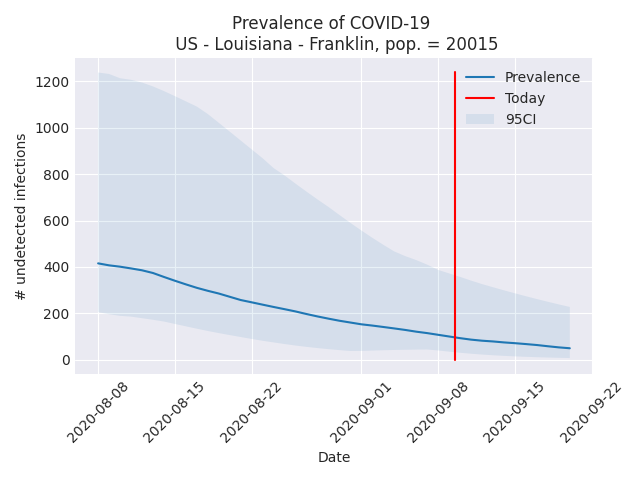 Prevalence of COVID-19
US - Louisiana - Franklin, pop. = 20015
Prevalence
Today
95CI
# undetected infections
1200
1000
800
600
400
200
0
2020-08-08
2020-08-15
2020-08-22
2020-09-01
2020-09-08
2020-09-15
2020-09-22
Date